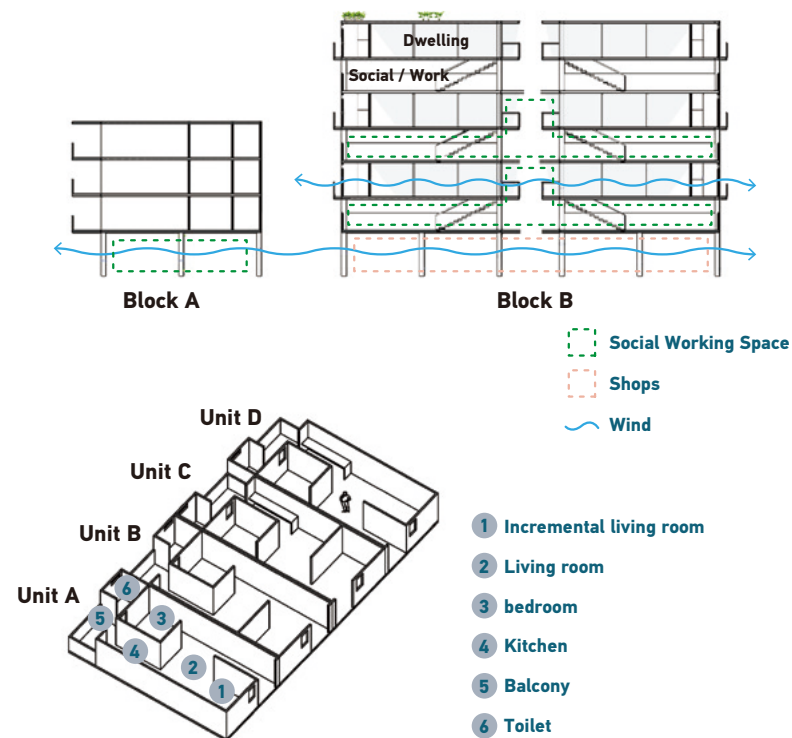 Dwelling
Social / Work
Block A
Block B
Social Working Space
Shops
Wind
Unit D
Unit C
Unit B
Unit A
6
5
3
4
2
1
1 Incremental living room
2 Living room
3 bedroom
4 Kitchen
5 Balcony
6 Toilet